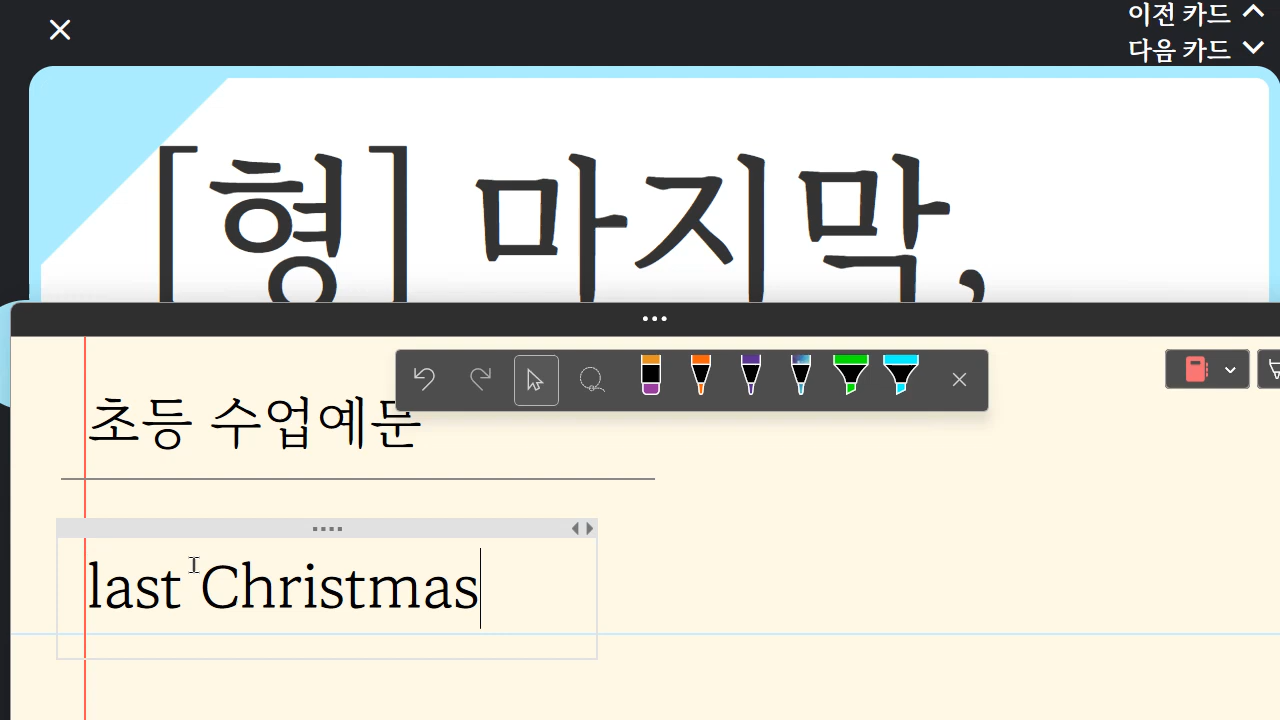 이전 카드
다음 카드
[형] 마지막,
초등 수업예문
last Christmas